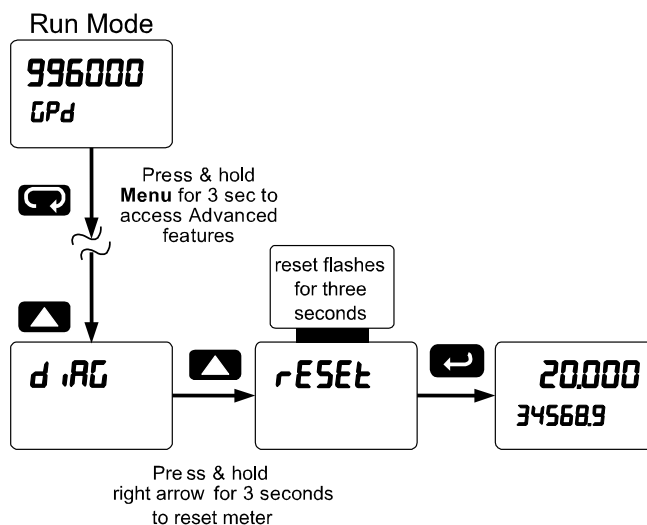 Run Mode
996000
GPd
Press & hold
Menu for 3 sec to
access Advanced
features
reset flashes
for three
seconds
diAG
rESEt
20.000
34568.9
Press & hold
right arrow for 3 seconds
to reset meter